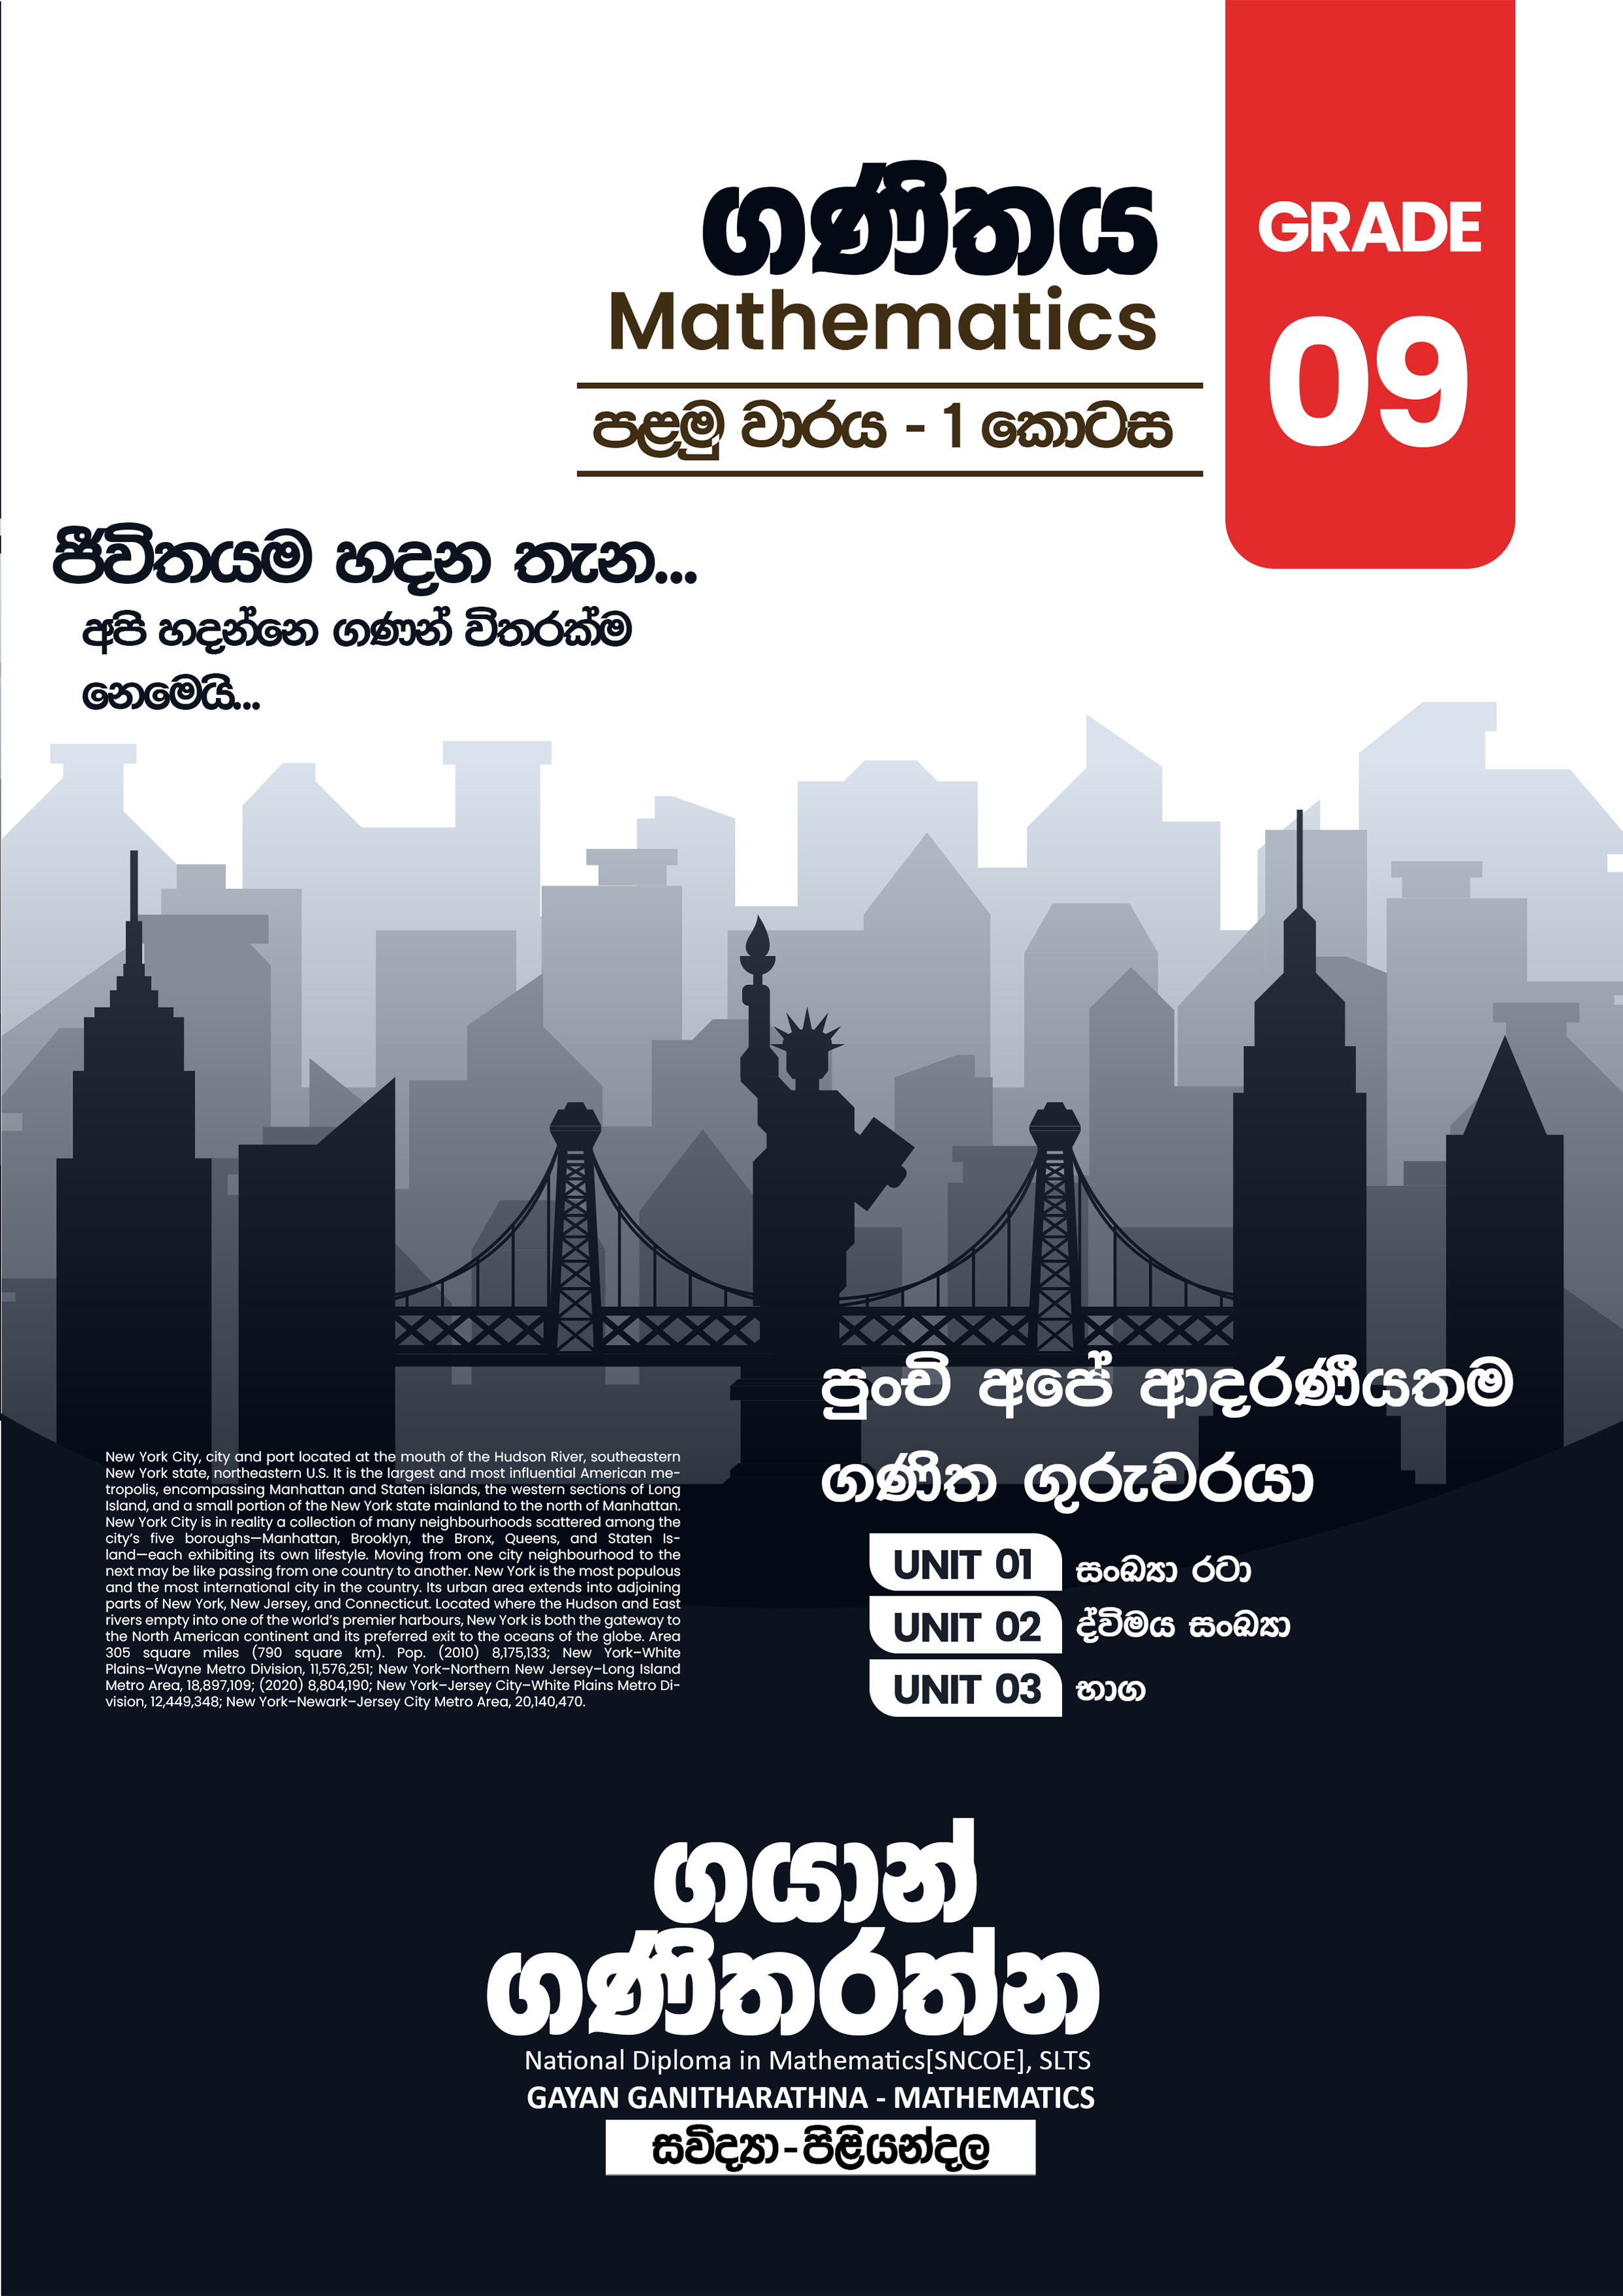 ගණිතය
Mathematics
පළමු වාරය - 1 කොටස
GRADE
09
ජීවිතයම හදන තැන...
අපි හදන්නෙ ගණන් විතරක්ම
නෙමෙයි...
පුංචි අපේ ආදරණීයතම
ගණිත ගුරුවරයා
New York City, city and port located at the mouth of the Hudson River, southeastern
New York state, northeastern U.S. It is the largest and most influential American me-
tropolis, encompassing Manhattan and Staten islands, the western sections of Long
Island, and a small portion of the New York state mainland to the north of Manhattan.
New York City is in reality a collection of many neighbourhoods scattered among the
city's five boroughs—Manhattan, Brooklyn, the Bronx, Queens, and Staten Is-
land—each exhibiting its own lifestyle. Moving from one city neighbourhood to the
next may be like passing from one country to another. New York is the most populous
and the most international city in the country. Its urban area extends into adjoining
parts of New York, New Jersey, and Connecticut. Located where the Hudson and East
rivers empty into one of the world's premier harbours, New York is both the gateway to
the North American continent and its preferred exit to the oceans of the globe. Area
305 square miles (790 square km). Pop. (2010) 8,175,133; New York–White
Plains–Wayne Metro Division, 11,576,251; New York–Northern New Jersey–Long Island
Metro Area, 18,897,109; (2020) 8,804,190; New York–Jersey City–White Plains Metro Di-
vision, 12,449,348; New York–Newark–Jersey City Metro Area, 20,140,470.
UNIT 01 සංඛ්‍යා රටා
UNIT 02 ද්විමය සංඛ්‍යා
UNIT 03 භාග
ගයාන්
ගණිතරත්න
National Diploma in Mathematics[SNCOE], SLTS
GAYAN GANITHARATHNA - MATHEMATICS
සවිද්‍යා - පිළියන්දල